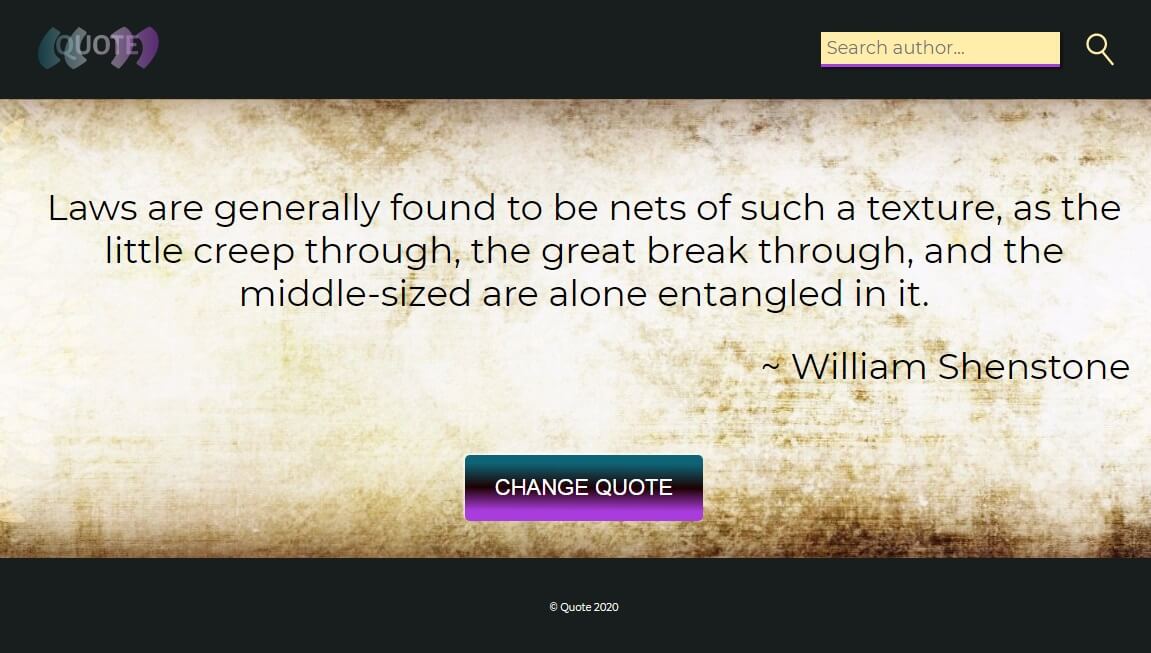 QUOTE
Search author...
Laws are generally found to be nets of such a texture, as the
little creep through, the great break through, and the
middle-sized are alone entangled in it.
~ William Shenstone
CHANGE QUOTE
© Quote 2020